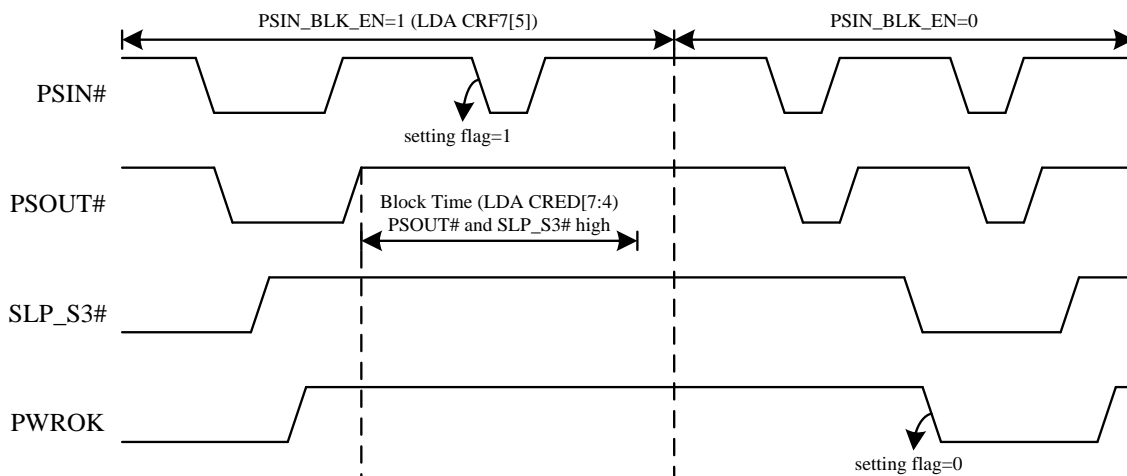 PSIN_BLK_EN=1 (LDA CRF7[5])
PSIN_BLK_EN=0
PSIN#
setting flag=1
PSOUT#
Block Time (LDA CRED[7:4)
PSOUT# and SLP_S3# high
SLP_S3#
PWROK
setting flag=0